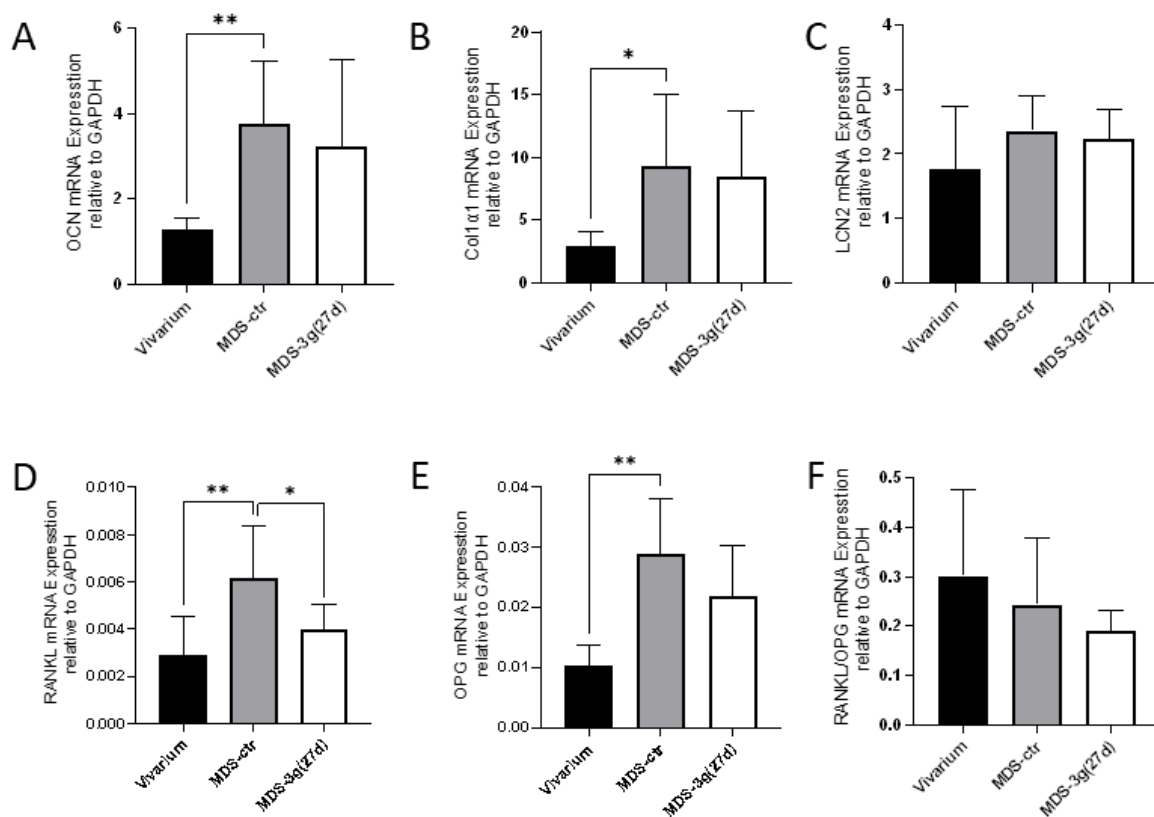 A
OCN mRNA Expresstion
relative to GAPDH
6
4
2
0
**
Vivarium
MDS-ctr
MDS-3g(27d)
B
Col1α1 mRNA Expresstion
relative to GAPDH
20
15
10
5
0
*
Vivarium
MDS-ctr
MDS-3g(27d)
C
LCN2 mRNA Expresstion
relative to GAPDH
4
3
2
1
0
Vivarium
MDS-ctr
MDS-3g(27d)
D
RANKL mRNA Expresstion
relative to GAPDH
0.010
0.008
0.006
0.004
0.002
0.000
**
*
Vivarium
MDS-ctr
MDS-3g(27d)
E
OPG mRNA Expresstion
relative to GAPDH
0.04
0.03
0.02
0.01
0.00
**
Vivarium
MDS-ctr
MDS-3g(27d)
F
RANKL/OPG mRNA Expresstion
relative to GAPDH
0.5
0.4
0.3
0.2
0.1
0.0
Vivarium
MDS-ctr
MDS-3g(27d)